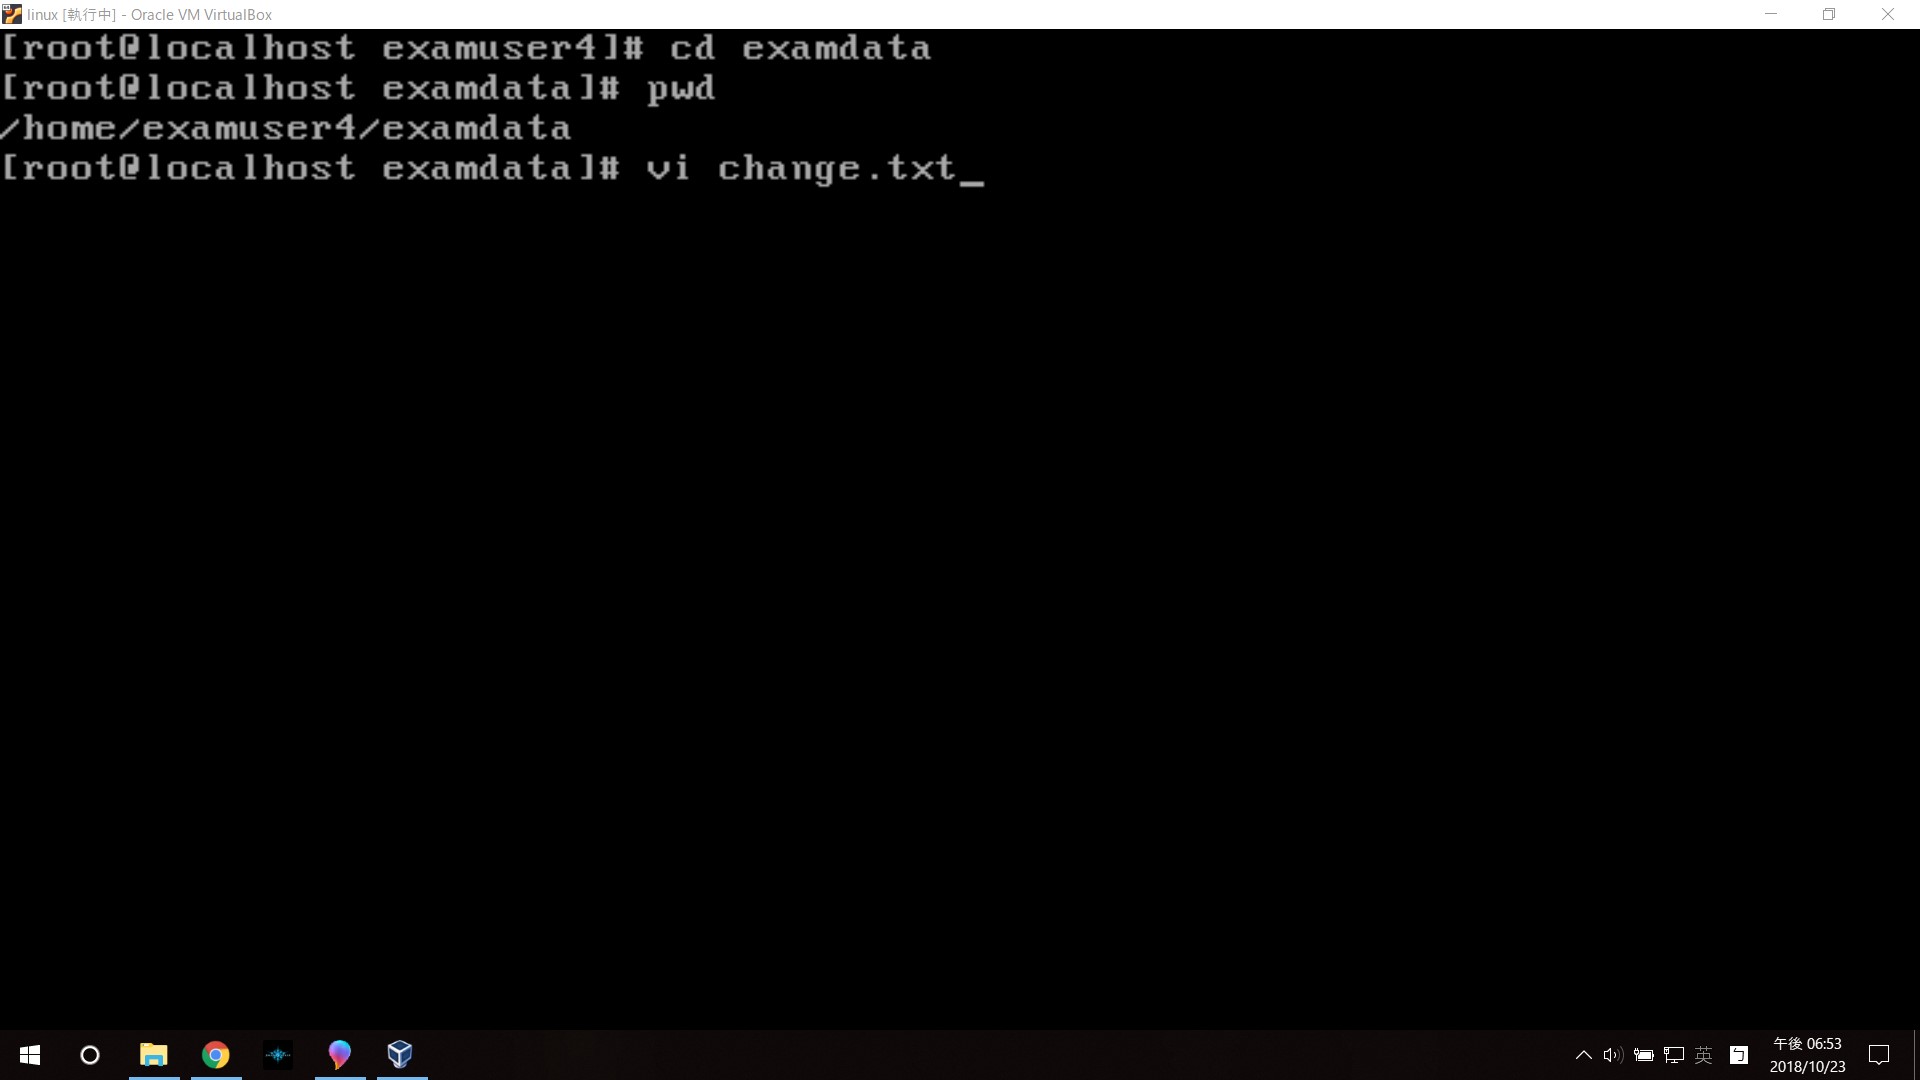 linux [執行中] - Oracle VM VirtualBox
[root@localhost examuser4]# cd examdata
[root@localhost examdata]# pwd
/home/examuser4/examdata
[root@localhost examdata]# vi change.txt_
英
ㄅ
午後 06:53
2018/10/23